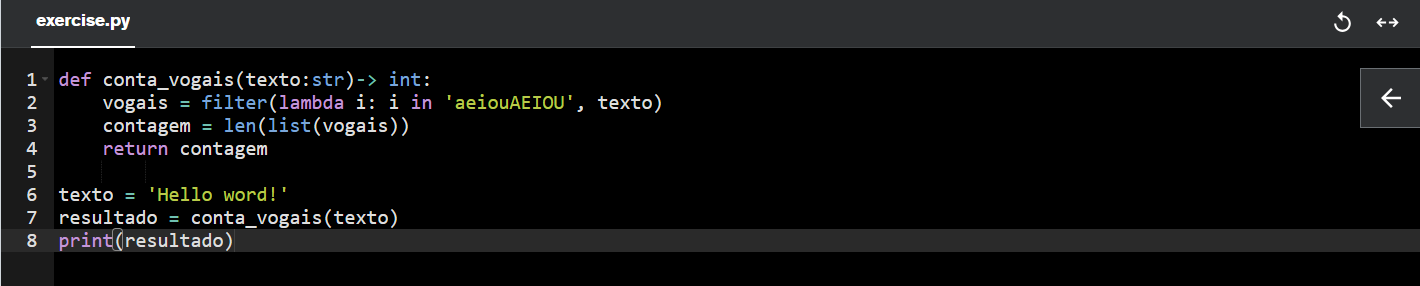 exercise.py
1 def conta_vogais(texto:str)-> int:
2     vogais = filter(lambda i: i in 'aeiouAEIOU', texto)
3     contagem = len(list(vogais))
4     return contagem
5
6 texto = 'Hello word!'
7 resultado = conta_vogais(texto)
8 print(resultado)